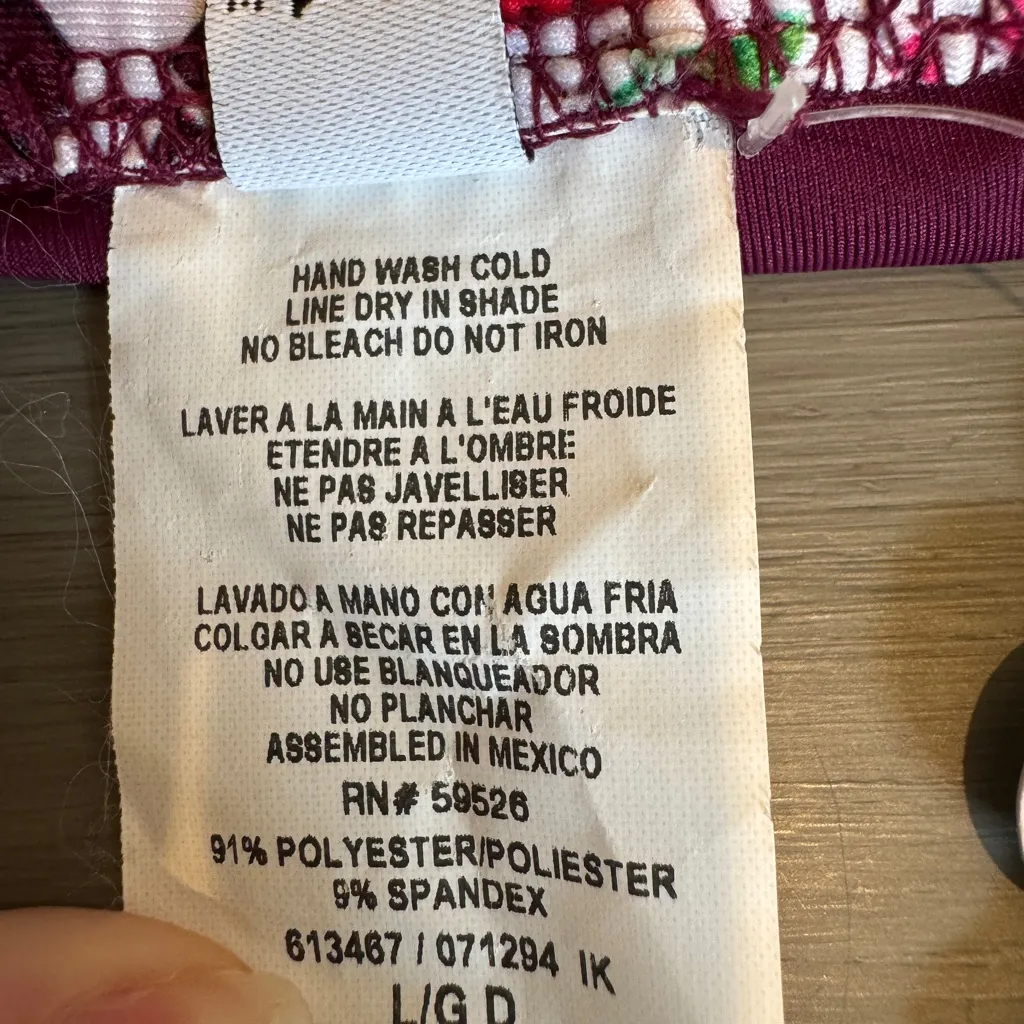 HAND WASH COLD
LINE DRY IN SHADE
NO BLEACH DO NOT IRON
LAVER A LA MAIN A L'EAU FROIDE
ETENDRE A L'OMBRE
NE PAS JAVELLISER
NE PAS REPASSER
LAVADO A MANO CON AGUA FRIA
COLGAR A SECAR EN LA SOMBRA
NO USE BLANQUEADOR
NO PLANCHAR
ASSEMBLED IN MEXICO
RN# 59526
91% POLYESTER/POLIESTER
9% SPANDEX
613467 / 071294 IK
L/G D